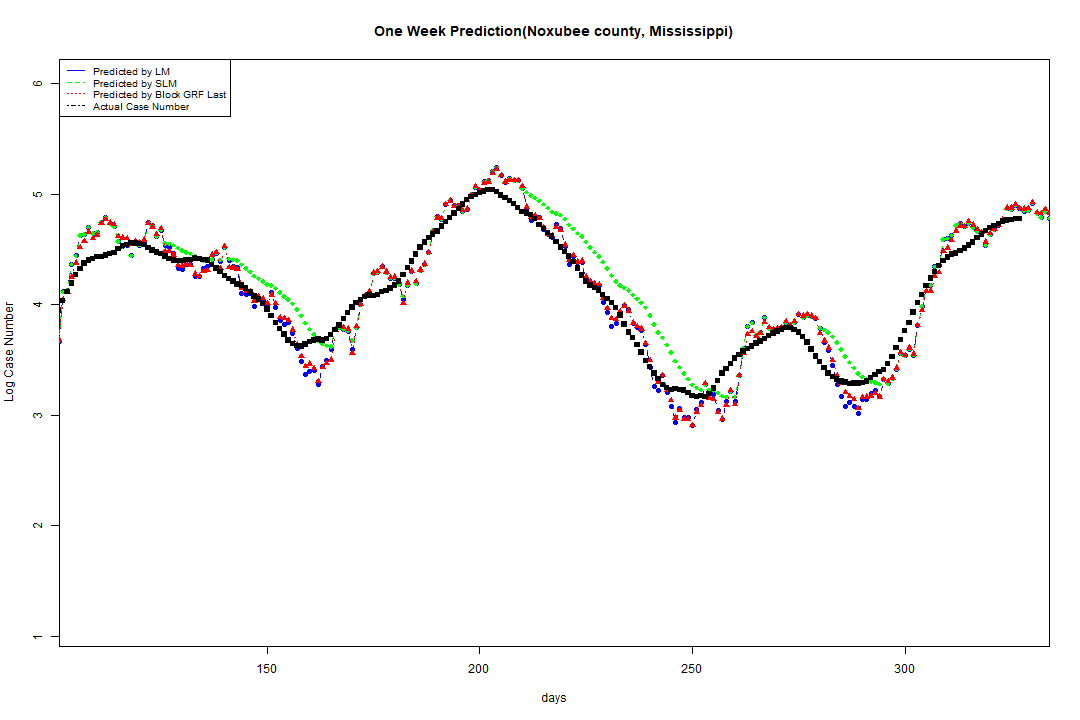 One Week Prediction(Noxubee county, Mississippi)
Predicted by LM
Predicted by SLM
Predicted by Block GRF Last
Actual Case Number
6
5
4
3
2
1
Log Case Number
150 200 250 300
days